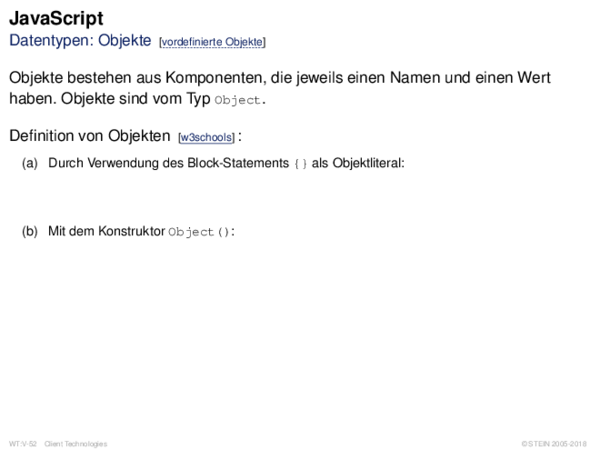 JavaScript
Datentypen: Objekte [vordefinierte Objekte]
Objekte bestehen aus Komponenten, die jeweils einen Namen und einen Wert
haben. Objekte sind vom Typ Object.
Definition von Objekten [w3schools] :
(a) Durch Verwendung des Block-Statements {} als Objektliteral:
(b) Mit dem Konstruktor Object():
WT:V-52 Client Technologies © STEIN 2005-2018